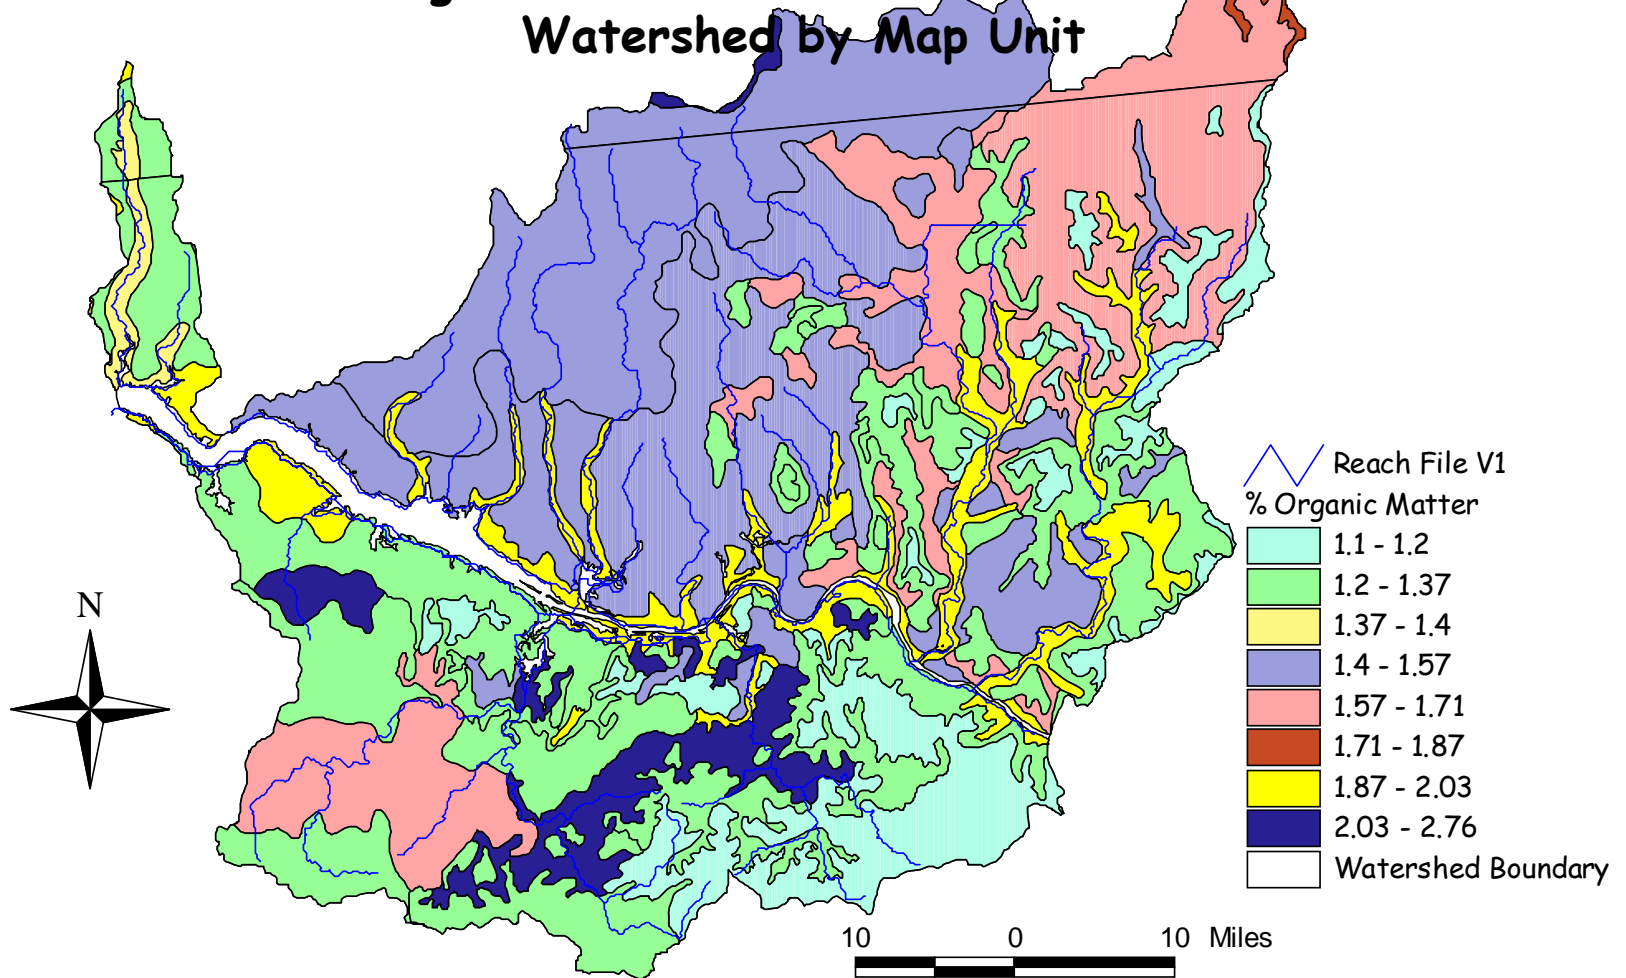 Watershed by Map Unit
N
Reach File V1
% Organic Matter
1.1 - 1.2
1.2 - 1.37
1.37 - 1.4
1.4 - 1.57
1.57 - 1.71
1.71 - 1.87
1.87 - 2.03
2.03 - 2.76
Watershed Boundary
10 0 10 Miles